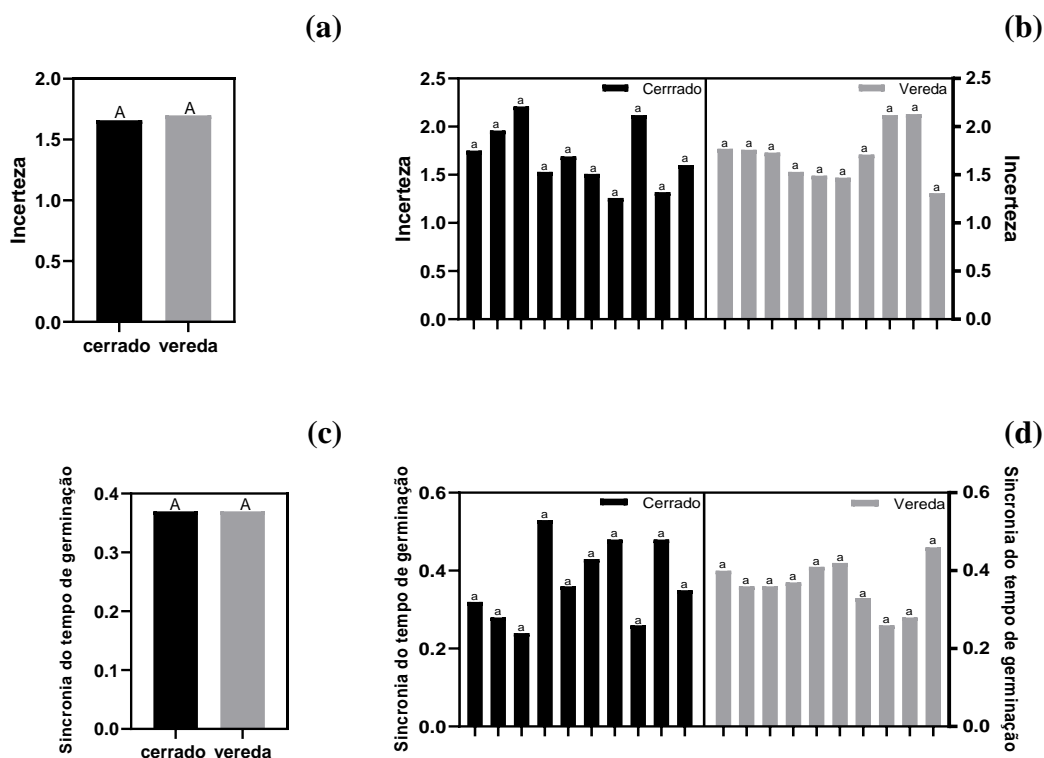 (a)
Incerteza
2.0
1.5
1.0
0.5
0.0
A
A
cerrado vereda
(b)
Incerteza
2.5
2.0
1.5
1.0
0.5
0.0
Cerrrado
a
a
a
a
a
a
a
a
a
a
Vereda
a
a
a
a
a
a
a
a
a
a
2.5
2.0
1.5
1.0
0.5
0.0
Incerteza
(c)
Sincronia do tempo de germinação
0.4
0.3
0.2
0.1
0.0
A
A
cerrado vereda
(d)
Sincronia do tempo de germinação
0.6
0.4
0.2
0.0
Cerrado
a
a
a
a
a
a
a
a
a
a
Vereda
a
a
a
a
a
a
a
a
a
a
0.6
0.4
0.2
0.0
Sincronia do tempo de germinação